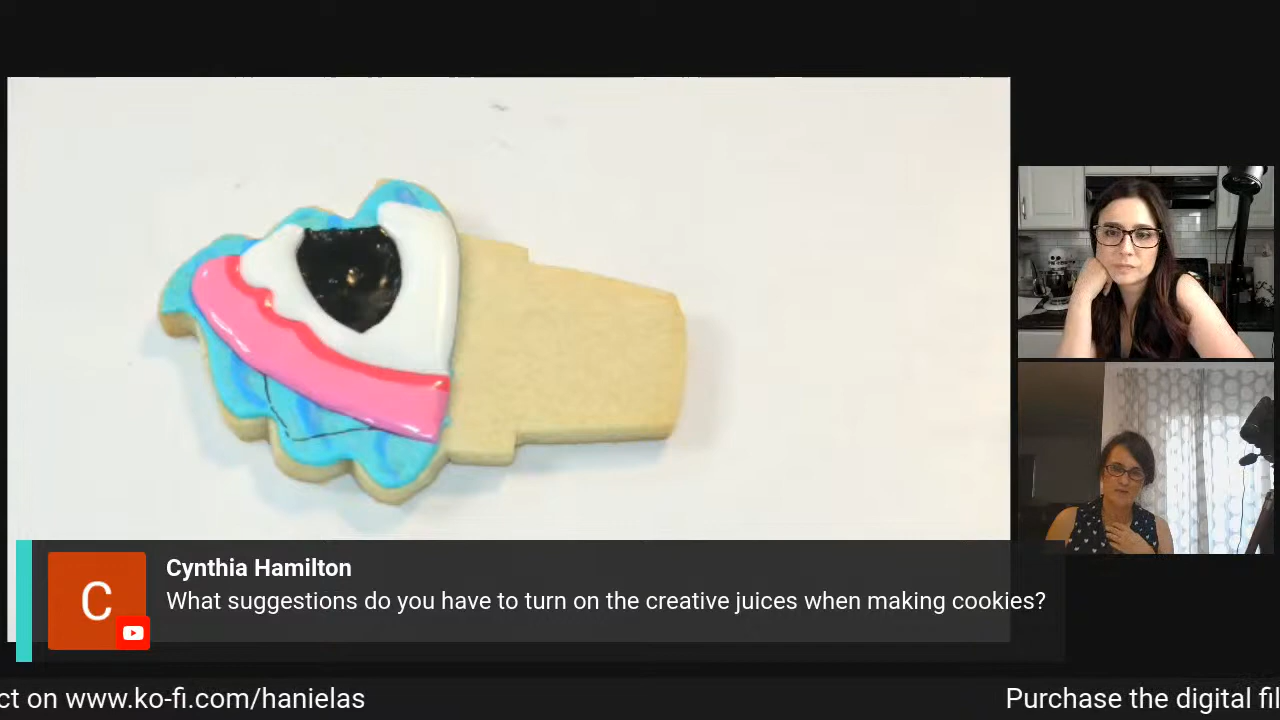 C
Cynthia Hamilton
What suggestions do you have to turn on the creative juices when making cookies?
ct on www.ko-fi.com/hanielas
Purchase the digital fil